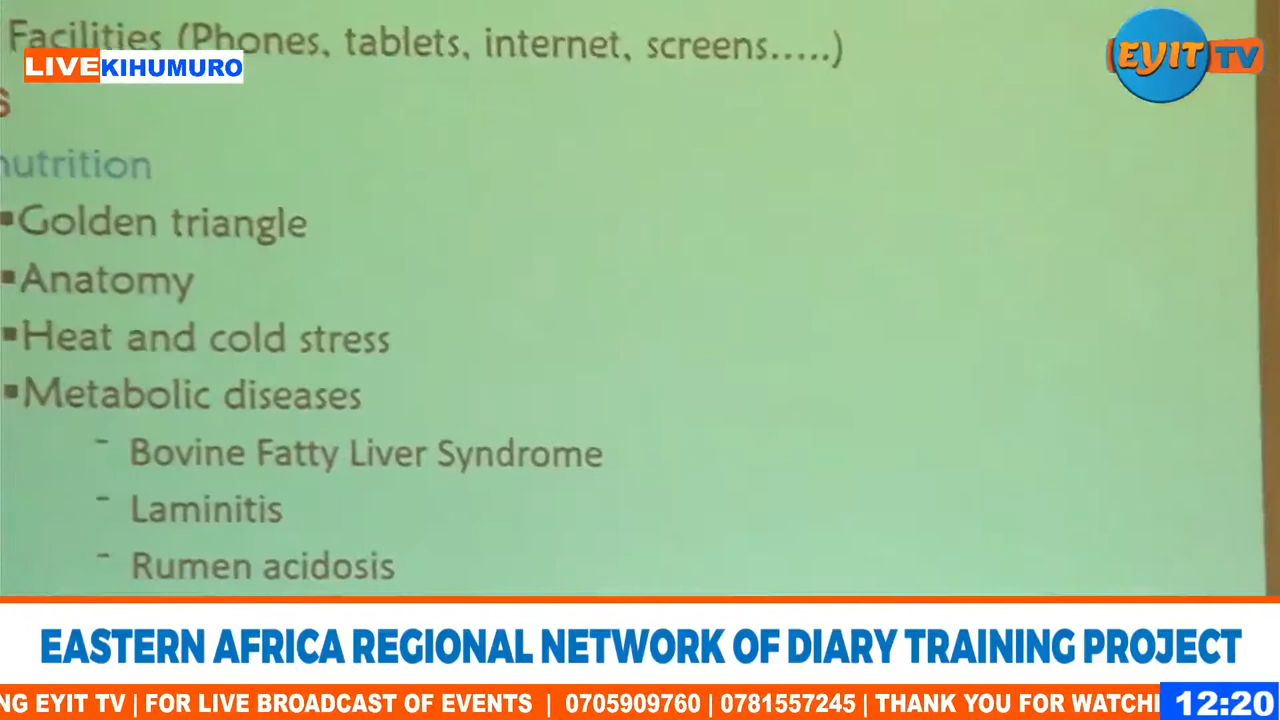 Facilities (Phones, tablets, internet, screens.....)
LIVE KIHUMURO
EYIT TV
s
nutrition
▪Golden triangle
▪Anatomy
▪Heat and cold stress
▪Metabolic diseases
- Bovine Fatty Liver Syndrome
- Laminitis
- Rumen acidosis
EASTERN AFRICA REGIONAL NETWORK OF DIARY TRAINING PROJECT
NG EYIT TV | FOR LIVE BROADCAST OF EVENTS | 0705909760 | 0781557245 | THANK YOU FOR WATCHI
12:20